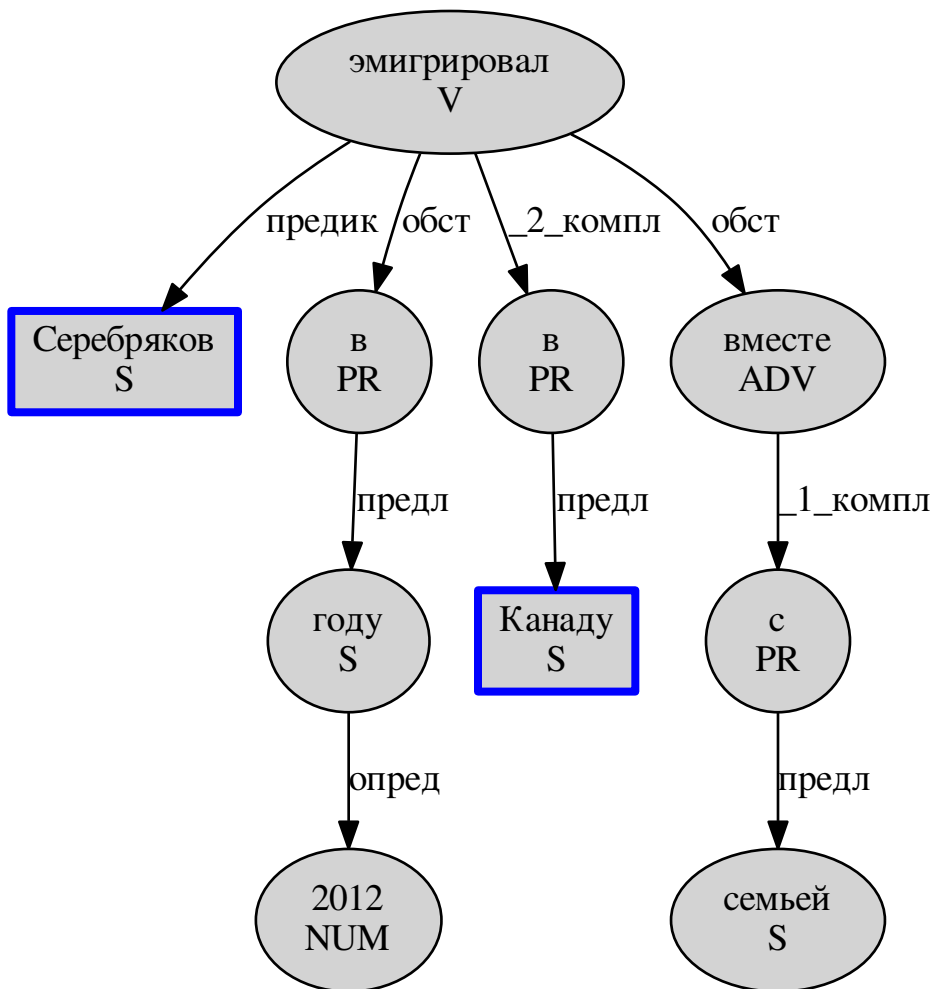 эмигрировал
V
предик
обст
_2_компл
обст
Серебряков
S
в
PR
в
PR
вместе
ADV
предл
предл
_1_компл
году
S
Канаду
S
с
PR
опред
предл
2012
NUM
семьей
S